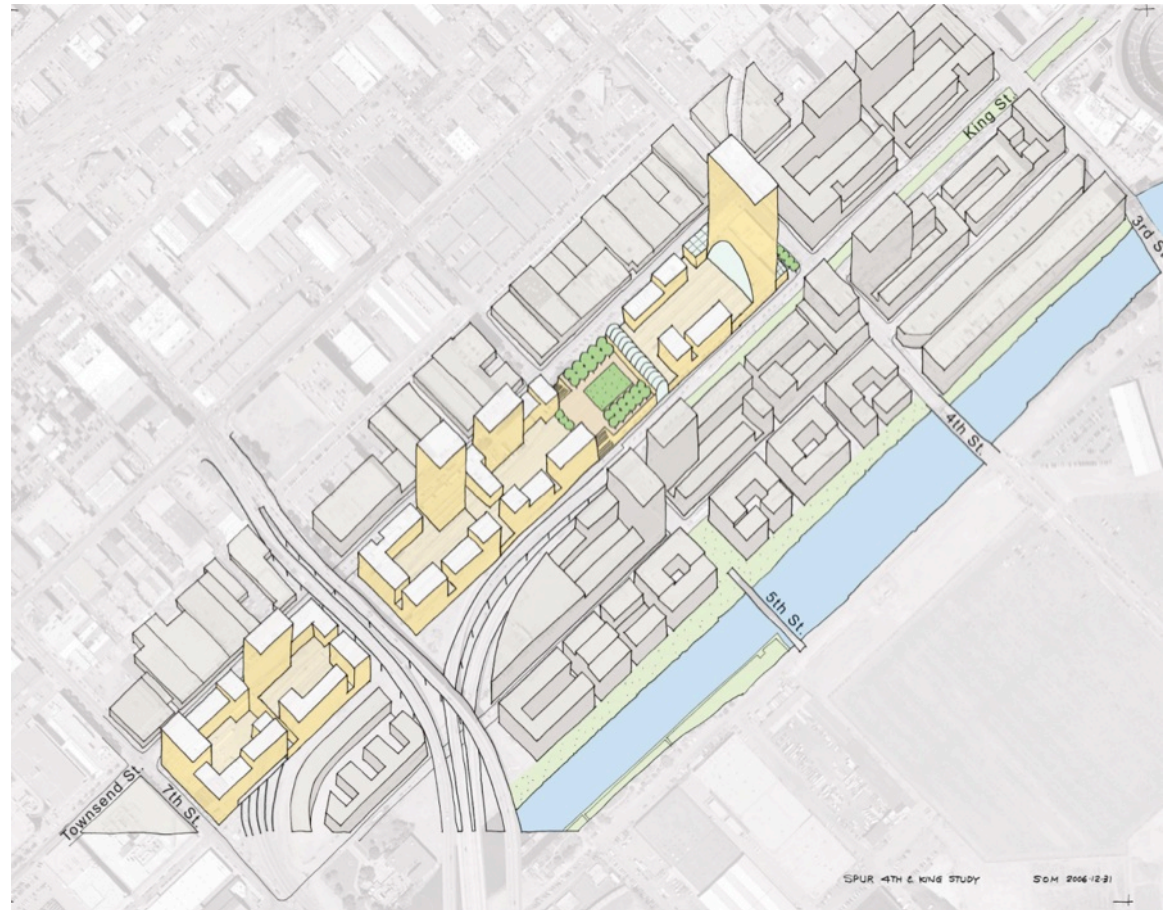 King St.
3rd St.
4th St.
5th St.
Townsend St.
7th St.
SPUR 4TH & KING STUDY
SOM 2006-12-31